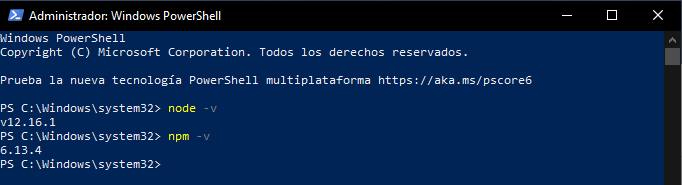 Administrador: Windows PowerShell
Windows PowerShell
Copyright (C) Microsoft Corporation. Todos los derechos reservados.
Prueba la nueva tecnología PowerShell multiplataforma https://aka.ms/pscore6
PS C:\Windows\system32> node -v
v12.16.1
PS C:\Windows\system32> npm -v
6.13.4
PS C:\Windows\system32>